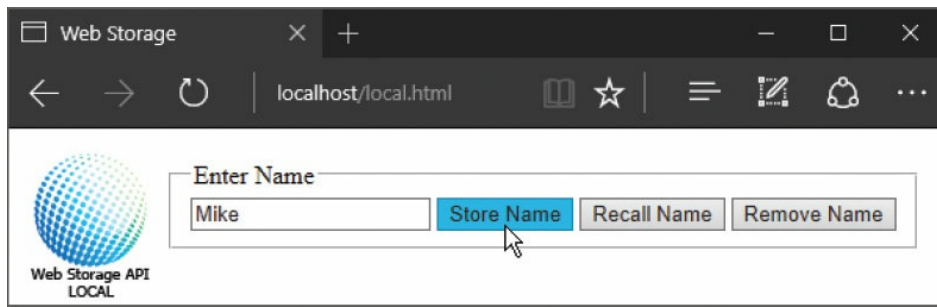 Web Storage
localhost/local.html
Enter Name
Mike Store Name Recall Name Remove Name
Web Storage API
LOCAL